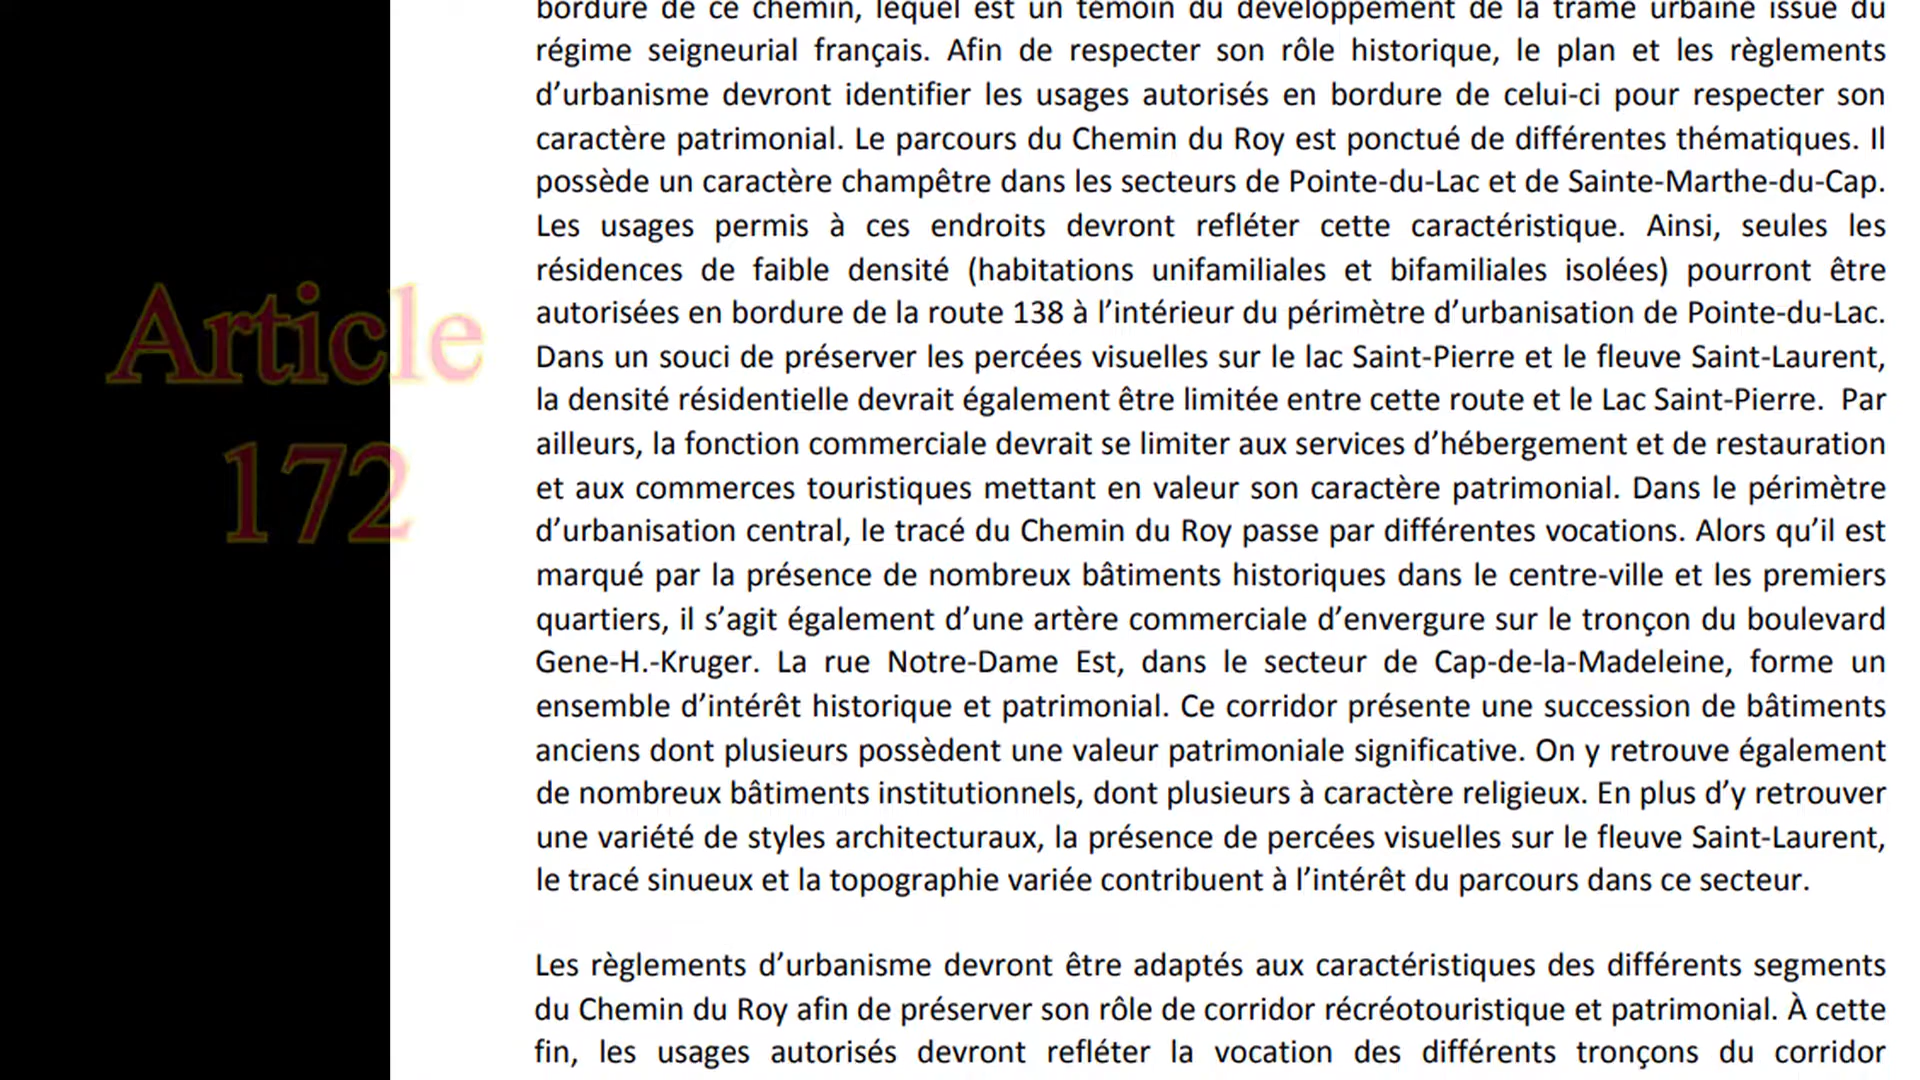 Article
172
bordure de ce chemin, lequel est un témoin du développement de la trame urbaine issue du
régime seigneurial français. Afin de respecter son rôle historique, le plan et les règlements
d’urbanisme devront identifier les usages autorisés en bordure de celui-ci pour respecter son
caractère patrimonial. Le parcours du Chemin du Roy est ponctué de différentes thématiques. Il
possède un caractère champêtre dans les secteurs de Pointe-du-Lac et de Sainte-Marthe-du-Cap.
Les usages permis à ces endroits devront refléter cette caractéristique. Ainsi, seules les
résidences de faible densité (habitations unifamiliales et bifamiliales isolées) pourront être
autorisées en bordure de la route 138 à l’intérieur du périmètre d’urbanisation de Pointe-du-Lac.
Dans un souci de préserver les percées visuelles sur le lac Saint-Pierre et le fleuve Saint-Laurent,
la densité résidentielle devrait également être limitée entre cette route et le Lac Saint-Pierre.  Par
ailleurs, la fonction commerciale devrait se limiter aux services d’hébergement et de restauration
et aux commerces touristiques mettant en valeur son caractère patrimonial. Dans le périmètre
d’urbanisation central, le tracé du Chemin du Roy passe par différentes vocations. Alors qu’il est
marqué par la présence de nombreux bâtiments historiques dans le centre-ville et les premiers
quartiers, il s’agit également d’une artère commerciale d’envergure sur le tronçon du boulevard
Gene-H.-Kruger. La rue Notre-Dame Est, dans le secteur de Cap-de-la-Madeleine, forme un
ensemble d’intérêt historique et patrimonial. Ce corridor présente une succession de bâtiments
anciens dont plusieurs possèdent une valeur patrimoniale significative. On y retrouve également
de nombreux bâtiments institutionnels, dont plusieurs à caractère religieux. En plus d’y retrouver
une variété de styles architecturaux, la présence de percées visuelles sur le fleuve Saint-Laurent,
le tracé sinueux et la topographie variée contribuent à l’intérêt du parcours dans ce secteur.
Les règlements d’urbanisme devront être adaptés aux caractéristiques des différents segments
du Chemin du Roy afin de préserver son rôle de corridor récréotouristique et patrimonial. À cette
fin, les usages autorisés devront refléter la vocation des différents tronçons du corridor